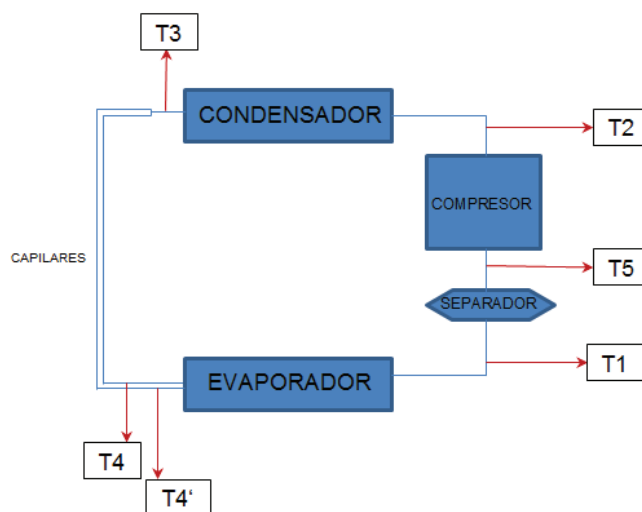 T3
CONDENSADOR
T2
COMPRESOR
CAPILARES
T5
SEPARADOR
T1
EVAPORADOR
T4
T4‘